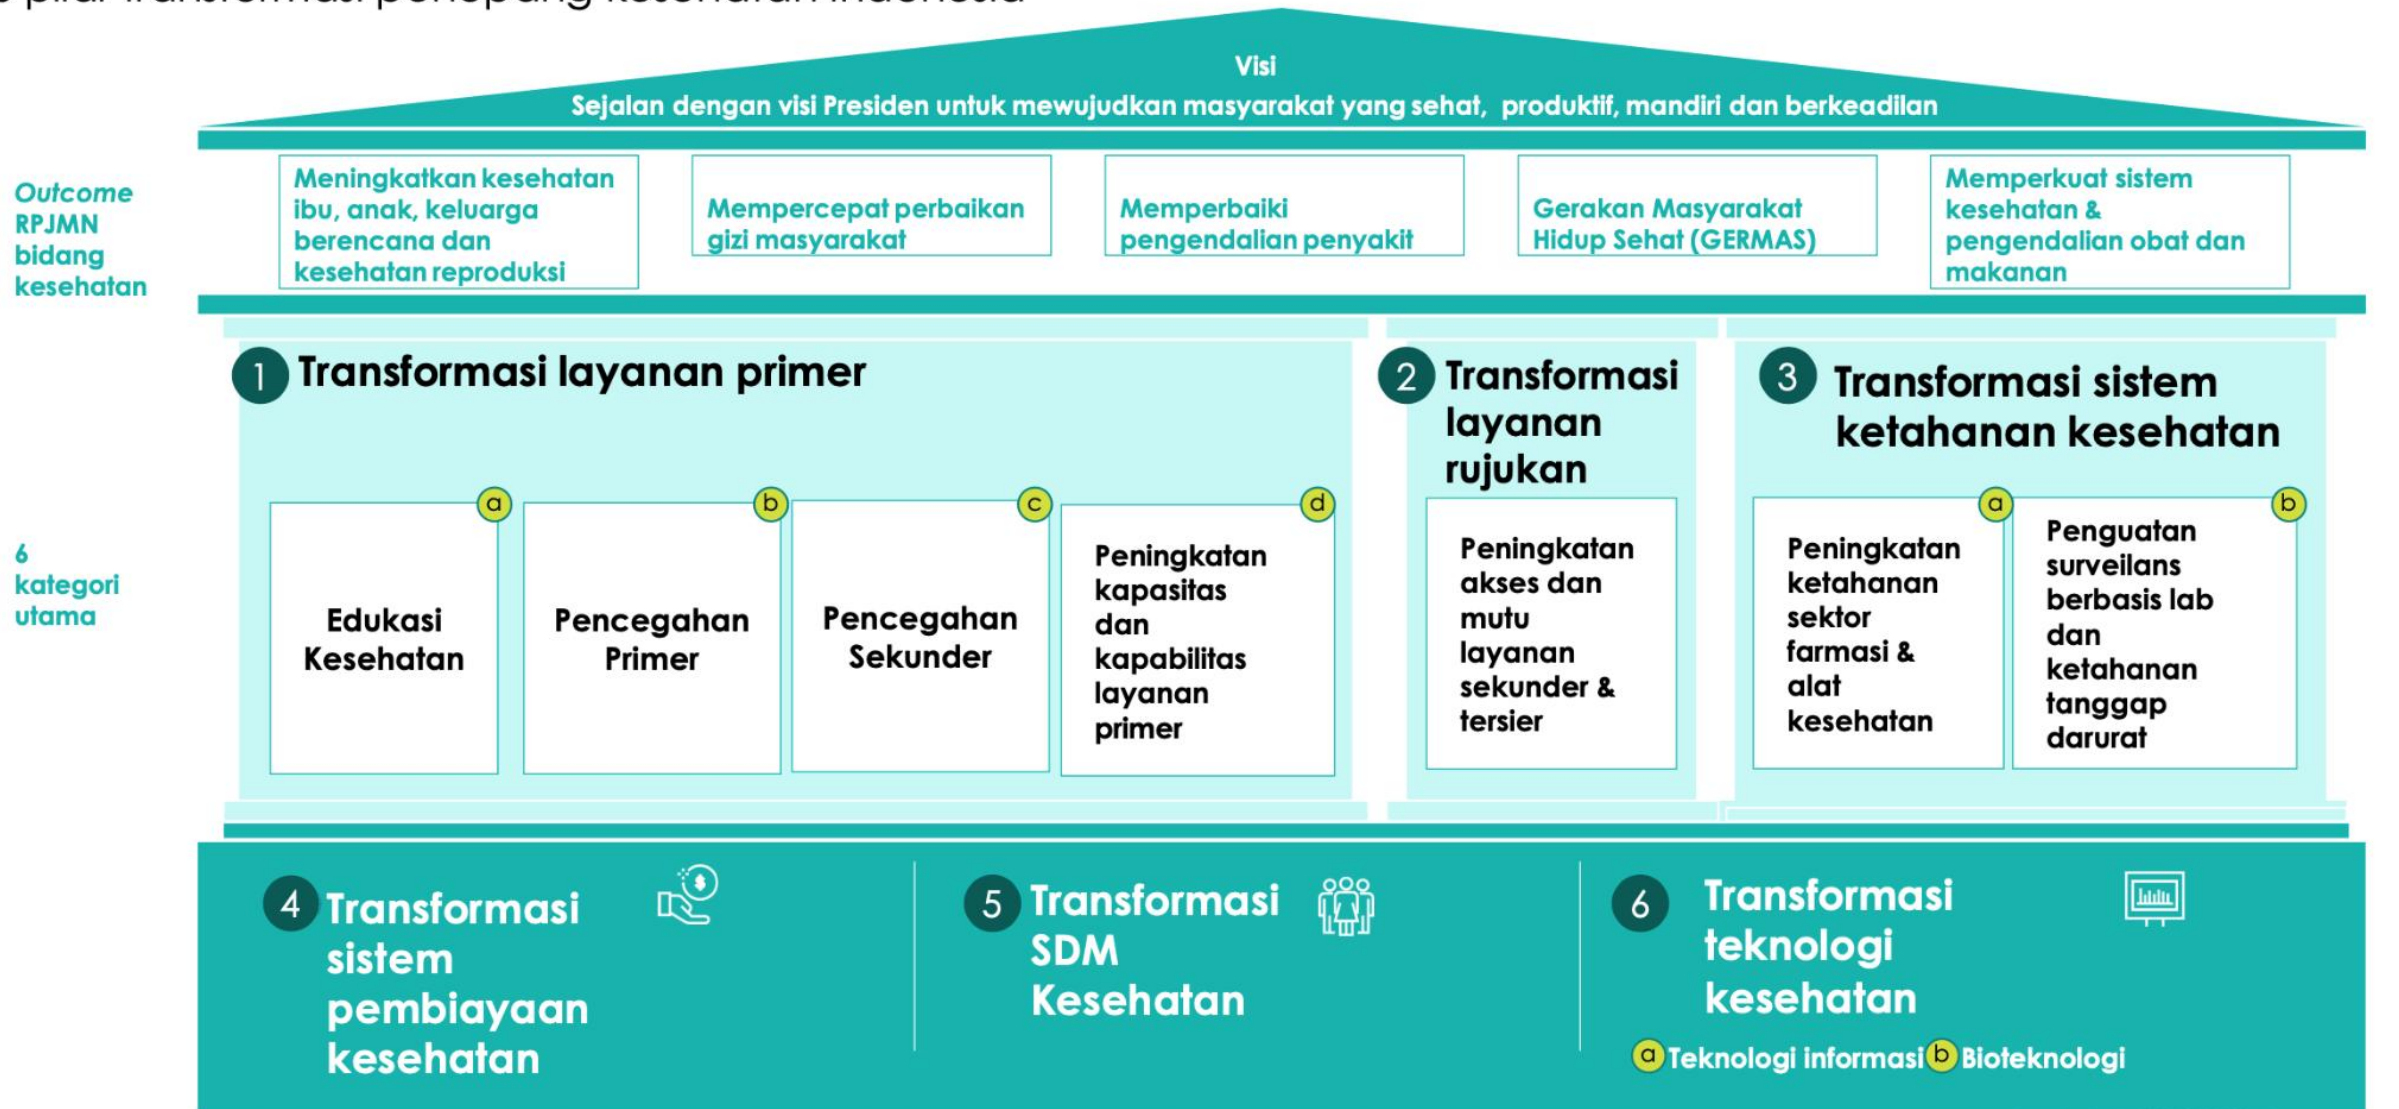 pilar transformasi penopang kesehatan Indonesia
Visi
Sejalan dengan visi Presiden untuk mewujudkan masyarakat yang sehat, produktif, mandiri dan berkeadilan
Outcome
RPJMN
bidang
kesehatan
Meningkatkan kesehatan
ibu, anak, keluarga
berencana dan
kesehatan reproduksi
Mempercepat perbaikan
gizi masyarakat
Memperbaiki
pengendalian penyakit
Gerakan Masyarakat
Hidup Sehat (GERMAS)
Memperkuat sistem
kesehatan &
pengendalian obat dan
makanan
6
kategori
utama
1 Transformasi layanan primer
a
Edukasi
Kesehatan
b
Pencegahan
Primer
c
Pencegahan
Sekunder
d
Peningkatan
kapasitas
dan
kapabilitas
layanan
primer
2 Transformasi
layanan
rujukan
Peningkatan
akses dan
mutu
layanan
sekunder &
tersier
3 Transformasi sistem
ketahanan kesehatan
a
Peningkatan
ketahanan
sektor
farmasi &
alat
kesehatan
b
Penguatan
surveilans
berbasis lab
dan
ketahanan
tanggap
darurat
4 Transformasi
sistem
pembiayaan
kesehatan
5 Transformasi
SDM
Kesehatan
6 Transformasi
teknologi
kesehatan
a Teknologi informasi b Bioteknologi